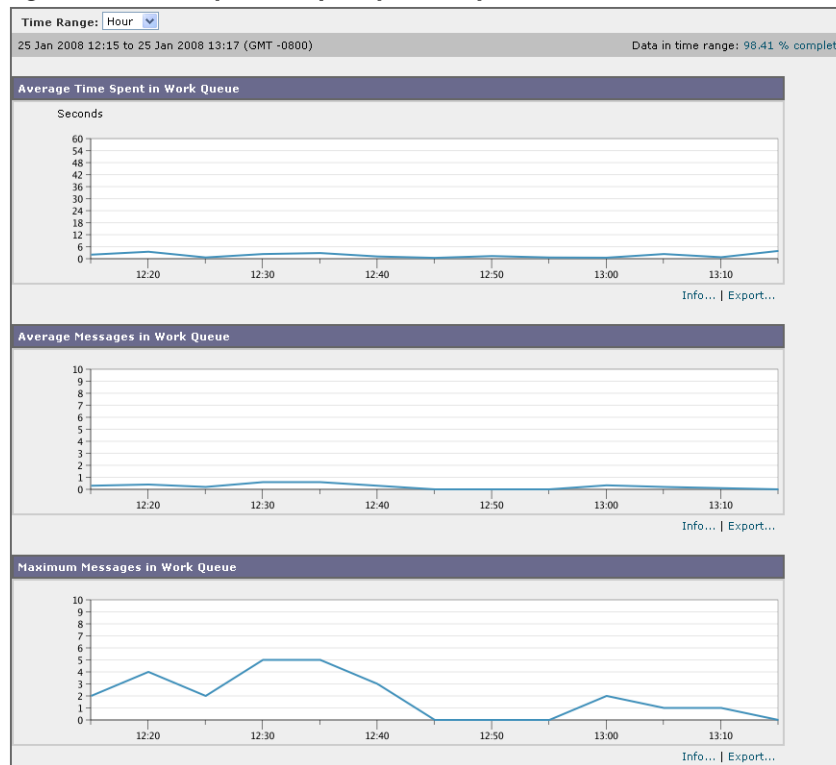 Time Range: Hour
25 Jan 2008 12:15 to 25 Jan 2008 13:17 (GMT -0800) Data in time range: 98.41 % complet
Average Time Spent in Work Queue
Seconds
60
54
48
42
36
30
24
18
12
6
0
12:20 12:30 12:40 12:50 13:00 13:10
Info... | Export...
Average Messages in Work Queue
10
9
8
7
6
5
4
3
2
1
0
12:20 12:30 12:40 12:50 13:00 13:10
Info... | Export...
Maximum Messages in Work Queue
10
9
8
7
6
5
4
3
2
1
0
12:20 12:30 12:40 12:50 13:00 13:10
Info... | Export...